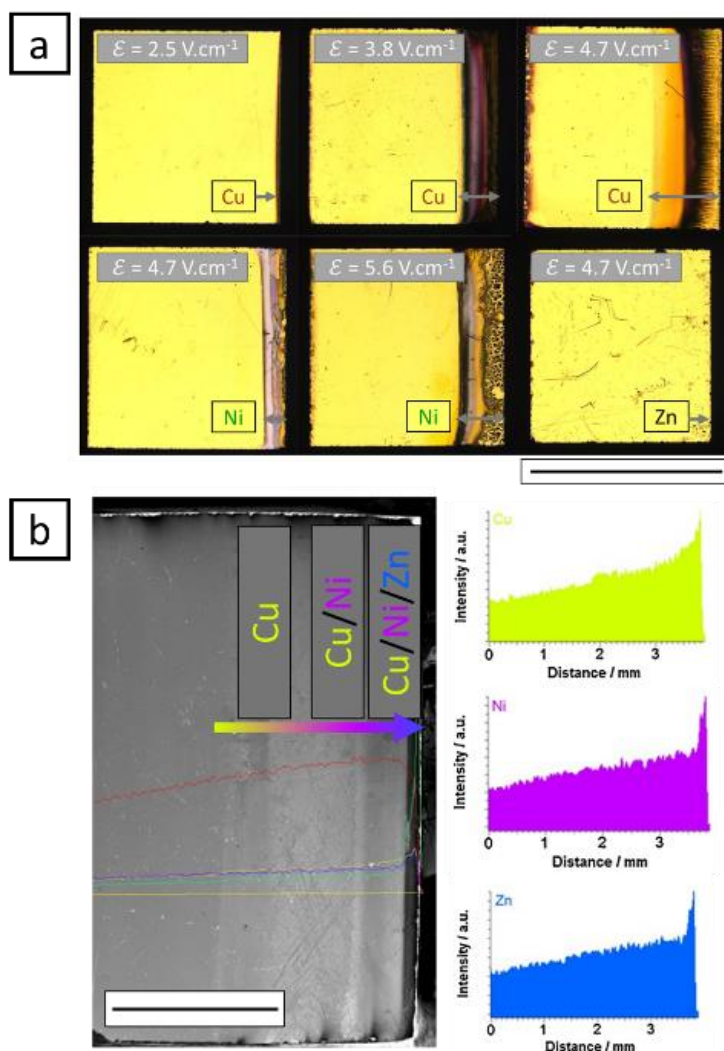 a
ℰ = 2.5 V.cm⁻¹
ℰ = 3.8 V.cm⁻¹
ℰ = 4.7 V.cm⁻¹
Cu
Cu
Cu
ℰ = 4.7 V.cm⁻¹
ℰ = 5.6 V.cm⁻¹
ℰ = 4.7 V.cm⁻¹
Ni
Ni
Zn
b
Cu
Cu/Ni
Cu/Ni/Zn
Cu
Intensity / a.u.
0 1 2 3
Distance / mm
Ni
Intensity / a.u.
0 1 2 3
Distance / mm
Zn
Intensity / a.u.
0 1 2 3
Distance / mm